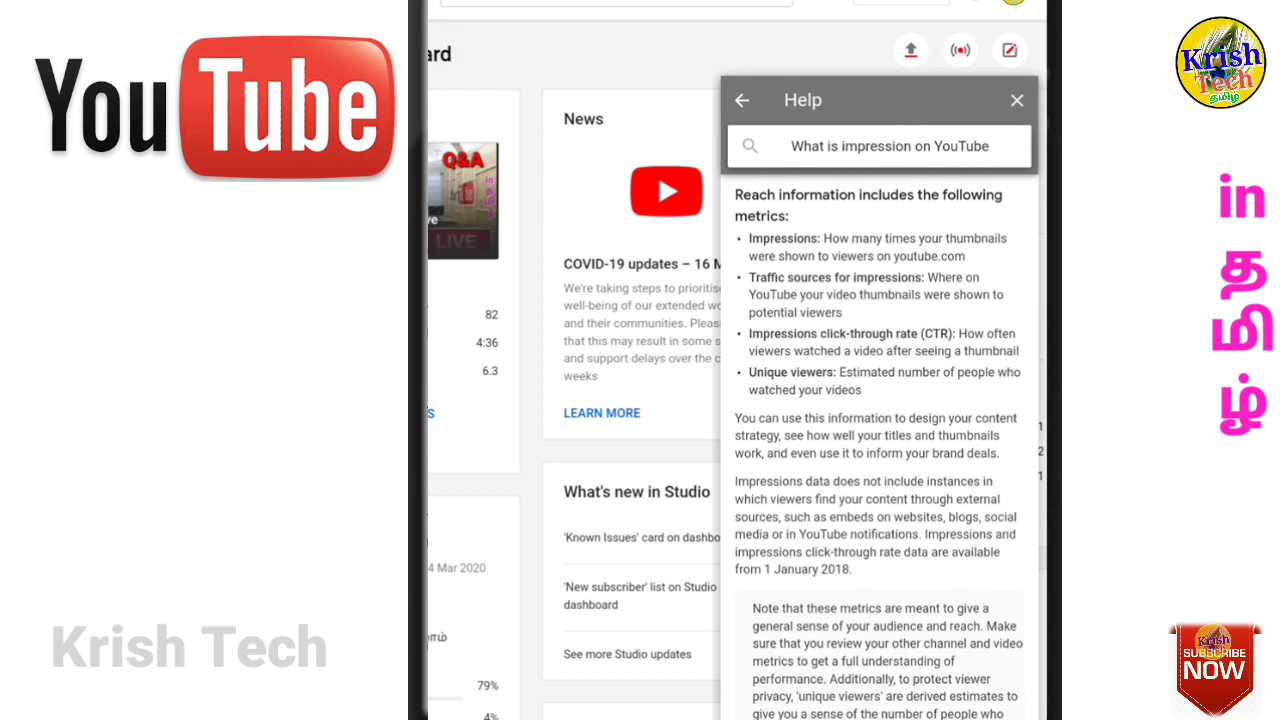 YouTube
Krish Tech
ard
Q&A
LIVE
82
4:36
6.3
S
4 Mar 2020
79%
4%
News
COVID-19 updates – 16 M
We're taking steps to prioritise
well-being of our extended wo
and their communities. Pleas
that this may result in some s
and support delays over the c
weeks
LEARN MORE
What's new in Studio
'Known Issues' card on dashbo
'New subscriber' list on Studio
dashboard
See more Studio updates
Help
What is impression on YouTube
Reach information includes the following
metrics:
• Impressions: How many times your thumbnails
were shown to viewers on youtube.com
• Traffic sources for impressions: Where on
YouTube your video thumbnails were shown to
potential viewers
• Impressions click-through rate (CTR): How often
viewers watched a video after seeing a thumbnail
• Unique viewers: Estimated number of people who
watched your videos
You can use this information to design your content
strategy, see how well your titles and thumbnails
work, and even use it to inform your brand deals.
Impressions data does not include instances in
which viewers find your content through external
sources, such as embeds on websites, blogs, social
media or in YouTube notifications. Impressions and
impressions click-through rate data are available
from 1 January 2018.
Note that these metrics are meant to give a
general sense of your audience and reach. Make
sure that you review your other channel and video
metrics to get a full understanding of
performance. Additionally, to protect viewer
privacy, 'unique viewers' are derived estimates to
give you a sense of the number of people who
1
2
1
Krish
Tech
தமிழ்
in
த
மி
ழ்
SUBSCRIBE
NOW